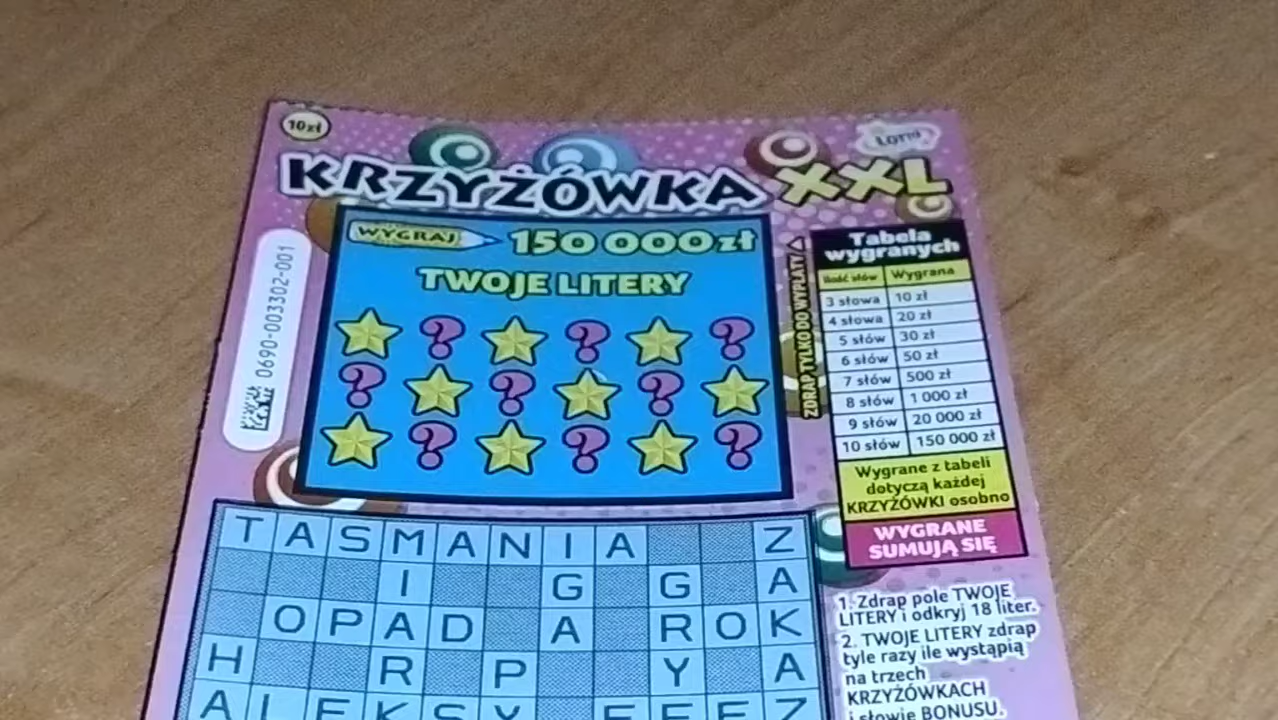 10zł
LOTTO
KRZYŻÓWKA XXL
WYGRAJ 150 000 zł
TWOJE LITERY
0690-003302-001
ZDRAP TYLKO DO WYPŁATY
Tabela
wygranych
Ilość słów Wygrana
3 słowa 10 zł
4 słowa 20 zł
5 słów 30 zł
6 słów 50 zł
7 słów 500 zł
8 słów 1 000 zł
9 słów 20 000 zł
10 słów 150 000 zł
Wygrane z tabeli
dotyczą każdej
KRZYŻÓWKI osobno
WYGRANE
SUMUJĄ SIĘ
? ? ?
? ? ?
? ? ?
T A S M A N I A Z
I G G A
O P A D A R O K
H R P Y A
A L E K S Y F E E Z
1. Zdrap pole TWOJE
LITERY i odkryj 18 liter.
2. TWOJE LITERY zdrap
tyle razy ile wystąpią
na trzech
KRZYŻÓWKACH
i słowie BONUSU.